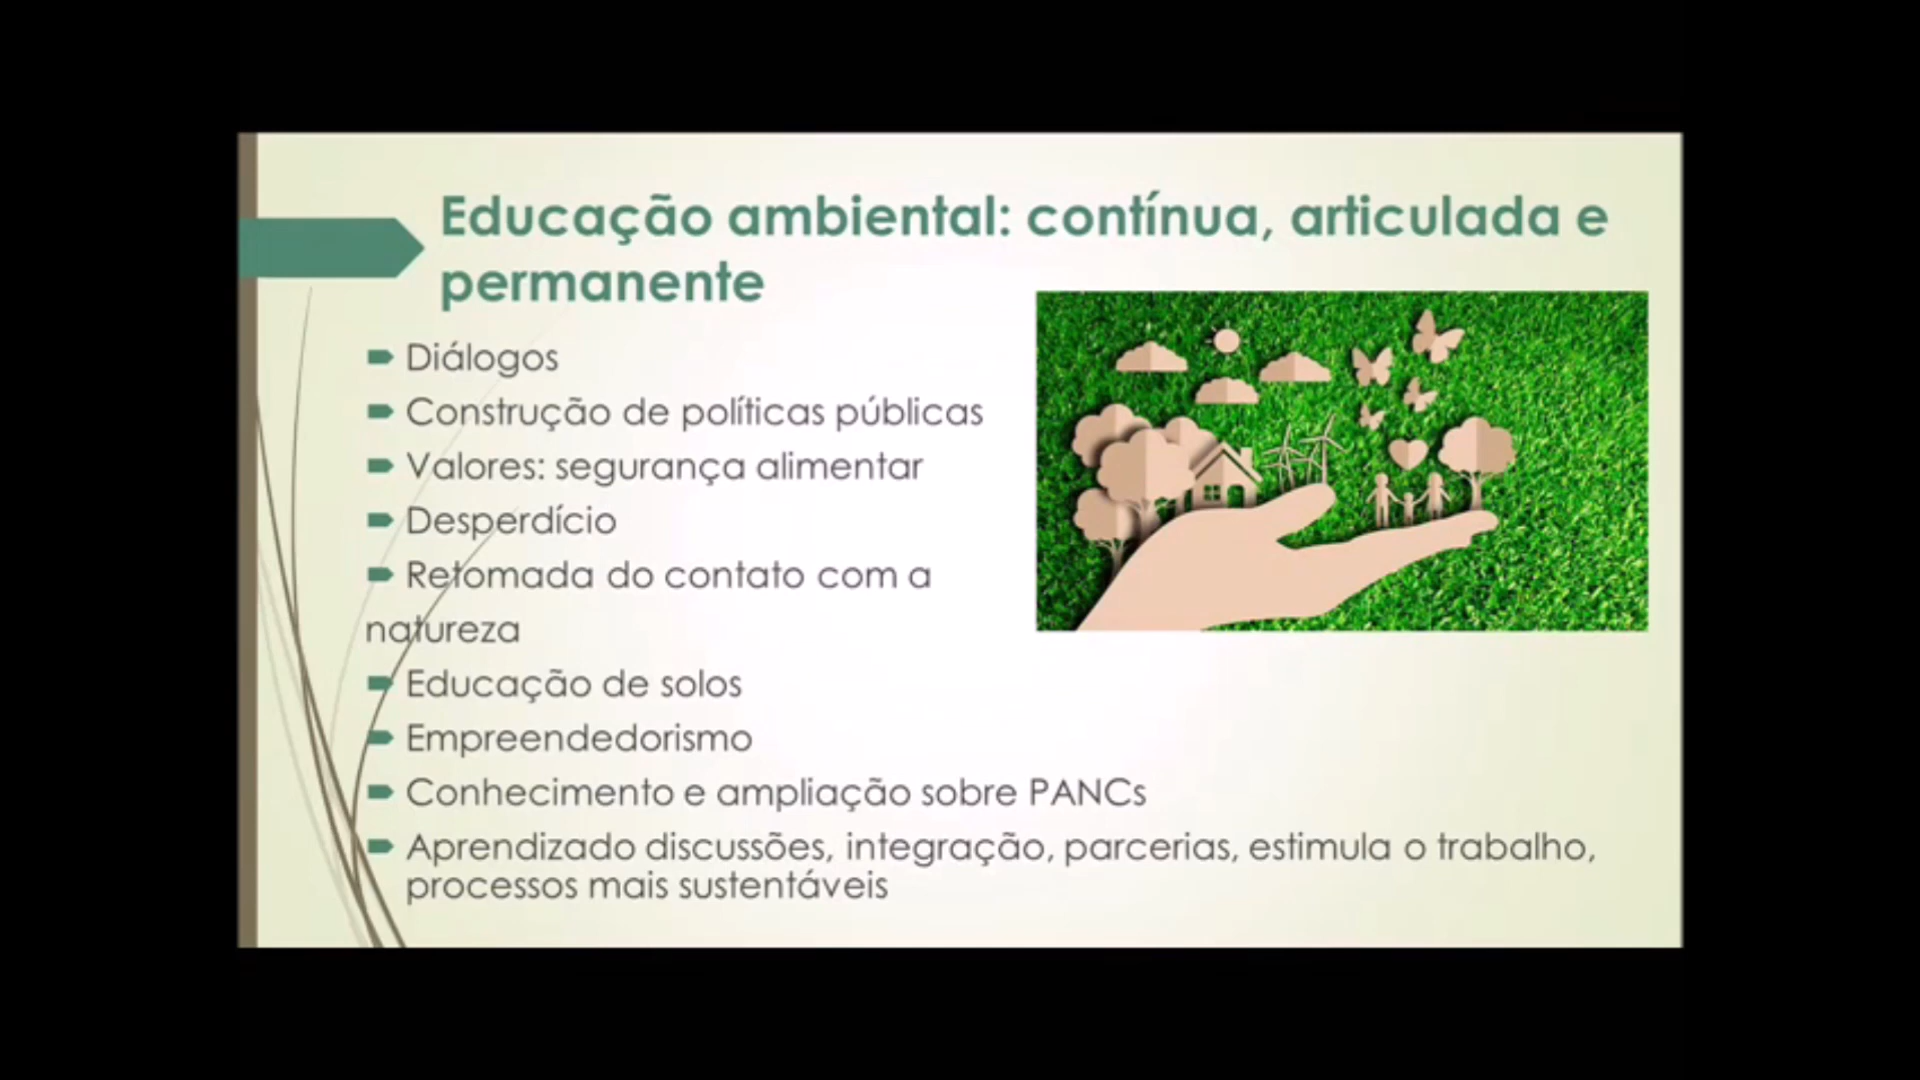 Educação ambiental: contínua, articulada e
permanente
Diálogos
Construção de políticas públicas
Valores: segurança alimentar
Desperdício
Retomada do contato com a
natureza
Educação de solos
Empreendedorismo
Conhecimento e ampliação sobre PANCs
Aprendizado discussões, integração, parcerias, estimula o trabalho,
processos mais sustentáveis